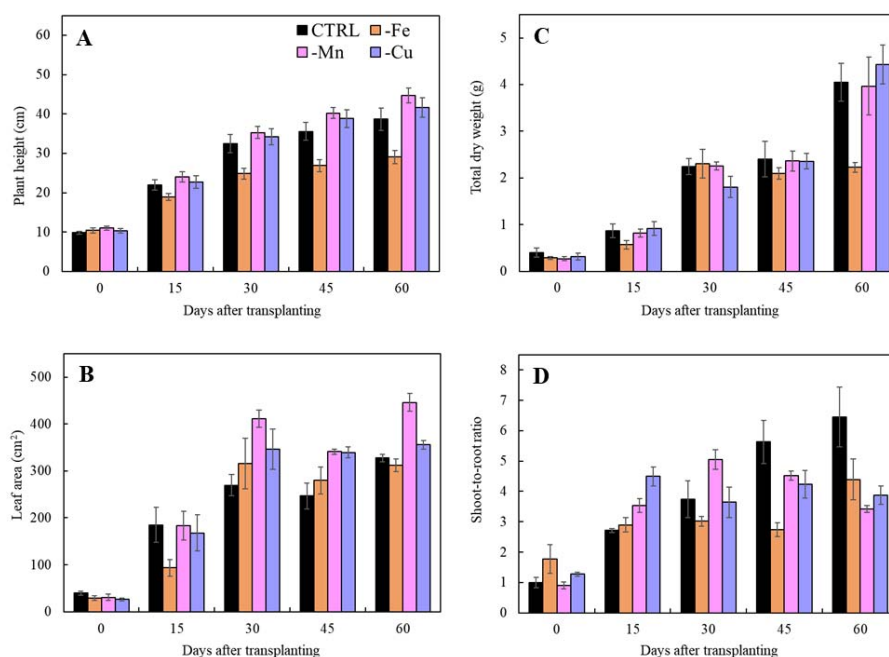 A
CTRL -Fe
-Mn -Cu
Plant height (cm)
60
50
40
30
20
10
0
0 15 30 45 60
Days after transplanting
C
Total dry weight (g)
5
4
3
2
1
0
0 15 30 45 60
Days after transplanting
B
Leaf area (cm²)
500
400
300
200
100
0
0 15 30 45 60
Days after transplanting
D
Shoot-to-root ratio
8
7
6
5
4
3
2
1
0
0 15 30 45 60
Days after transplanting